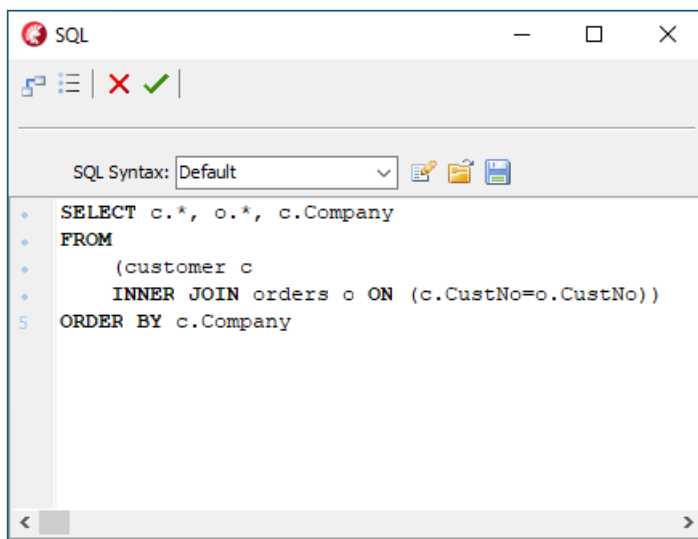 SQL
SQL Syntax: Default
SELECT c.*, o.*, c.Company
FROM
(customer c
INNER JOIN orders o ON (c.CustNo=o.CustNo))
5 ORDER BY c.Company